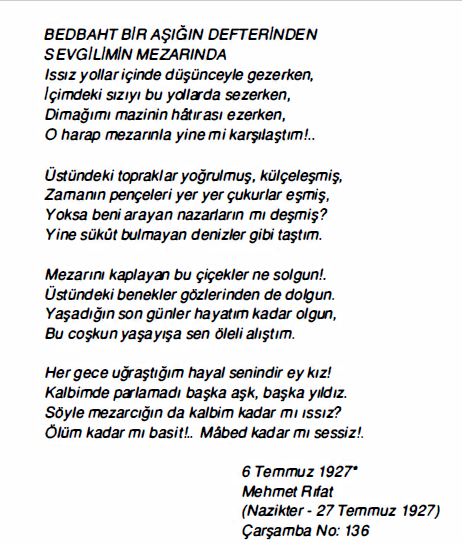 BEDBAHT BİR AŞIĞIN DEFTERİNDEN
SEVGİLİMİN MEZARINDA
Issız yollar içinde düşünceyle gezerken,
İçimdeki sızıyı bu yollarda sezerken,
Dimağımı mazinin hâtırası ezerken,
O harap mezarınla yine mi karşılaştım!..
Üstündeki topraklar yoğrulmuş, külçeleşmiş,
Zamanın pençeleri yer yer çukurlar eşmiş,
Yoksa beni arayan nazarların mı deşmiş?
Yine sükût bulmayan denizler gibi taştım.
Mezarını kaplayan bu çiçekler ne solgun!.
Üstündeki benekler gözlerinden de dolgun.
Yaşadığın son günler hayatım kadar olgun,
Bu coşkun yaşayışa sen öleli alıştım.
Her gece uğraştığım hayal senindir ey kız!
Kalbimde parlamadı başka aşk, başka yıldız.
Söyle mezarcığın da kalbim kadar mı ıssız?
Ölüm kadar mı basit!.. Mâbed kadar mı sessiz!.
6 Temmuz 1927*
Mehmet Rıfat
(Nazikter - 27 Temmuz 1927)
Çarşamba No: 136